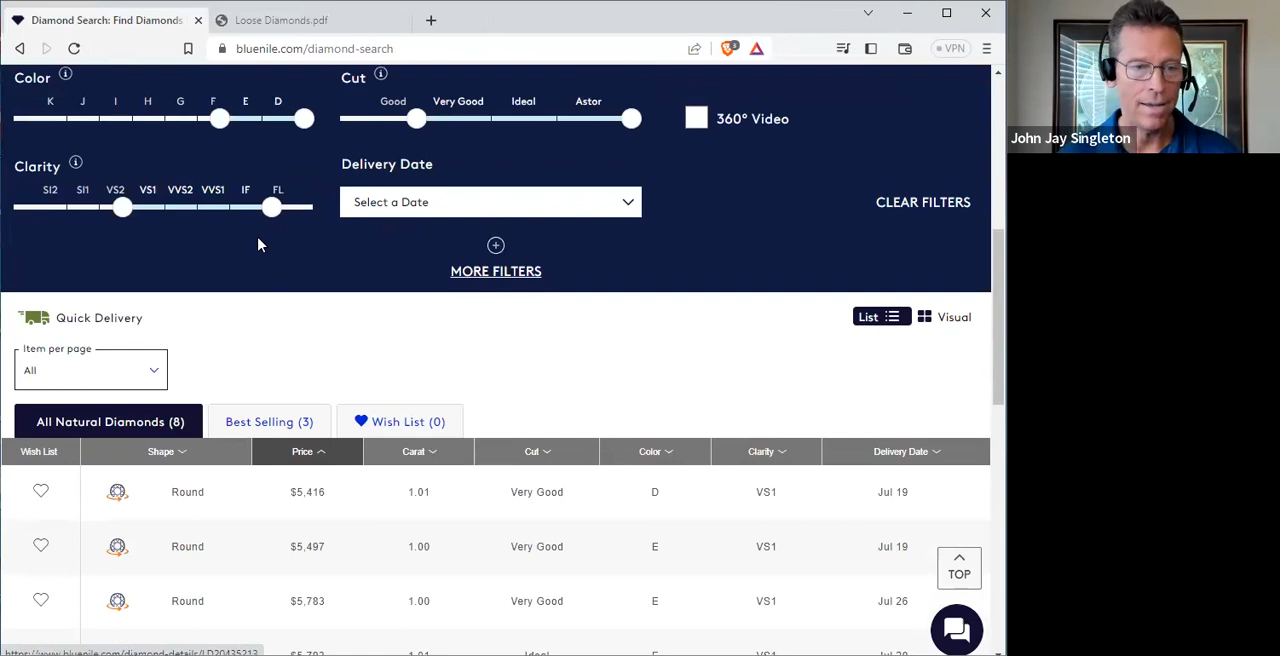 Diamond Search: Find Diamonds
Loose Diamonds.pdf
bluenile.com/diamond-search
VPN
Color
Cut
K J I H G F E D
Good Very Good Ideal Astor
360° Video
Clarity
Delivery Date
SI2 SI1 VS2 VS1 VVS2 VVS1 IF FL
Select a Date
CLEAR FILTERS
MORE FILTERS
Quick Delivery
List
Visual
Item per page
All
All Natural Diamonds (8)
Best Selling (3)
Wish List (0)
Wish List Shape Price Carat Cut Color Clarity Delivery Date
Round $5,416 1.01 Very Good D VS1 Jul 19
Round $5,497 1.00 Very Good E VS1 Jul 19
TOP
Round $5,783 1.00 Very Good E VS1 Jul 26
John Jay Singleton